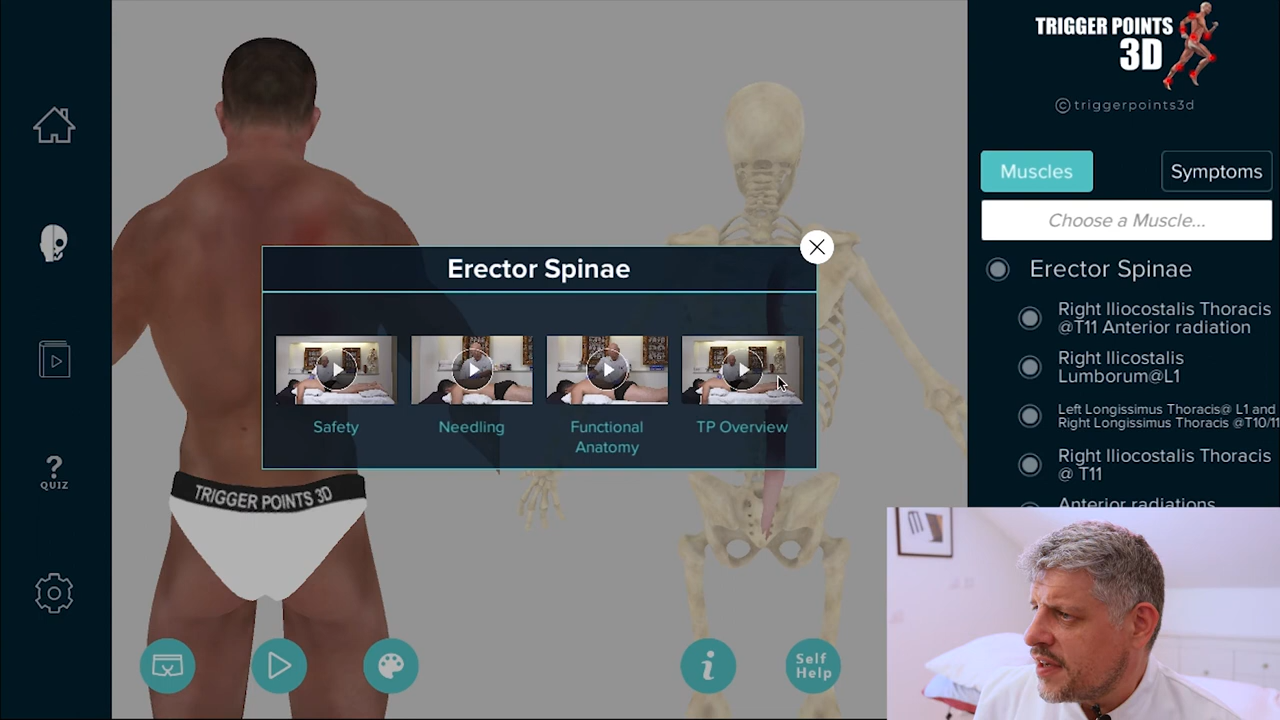 TRIGGER POINTS
3D
©triggerpoints3d
Muscles
Symptoms
Choose a Muscle...
Erector Spinae
Right Iliocostalis Thoracis
@T11 Anterior radiation
Right Ilicostalis
Lumborum@L1
Left Longissimus Thoracis@ L1 and
Right Longissimus Thoracis @T10/11
Right Iliocostalis Thoracis
@ T11
Anterior radiations
Erector Spinae
Safety
Needling
Functional
Anatomy
TP Overview
QUIZ
TRIGGER POINTS 3D
i
Self
Help